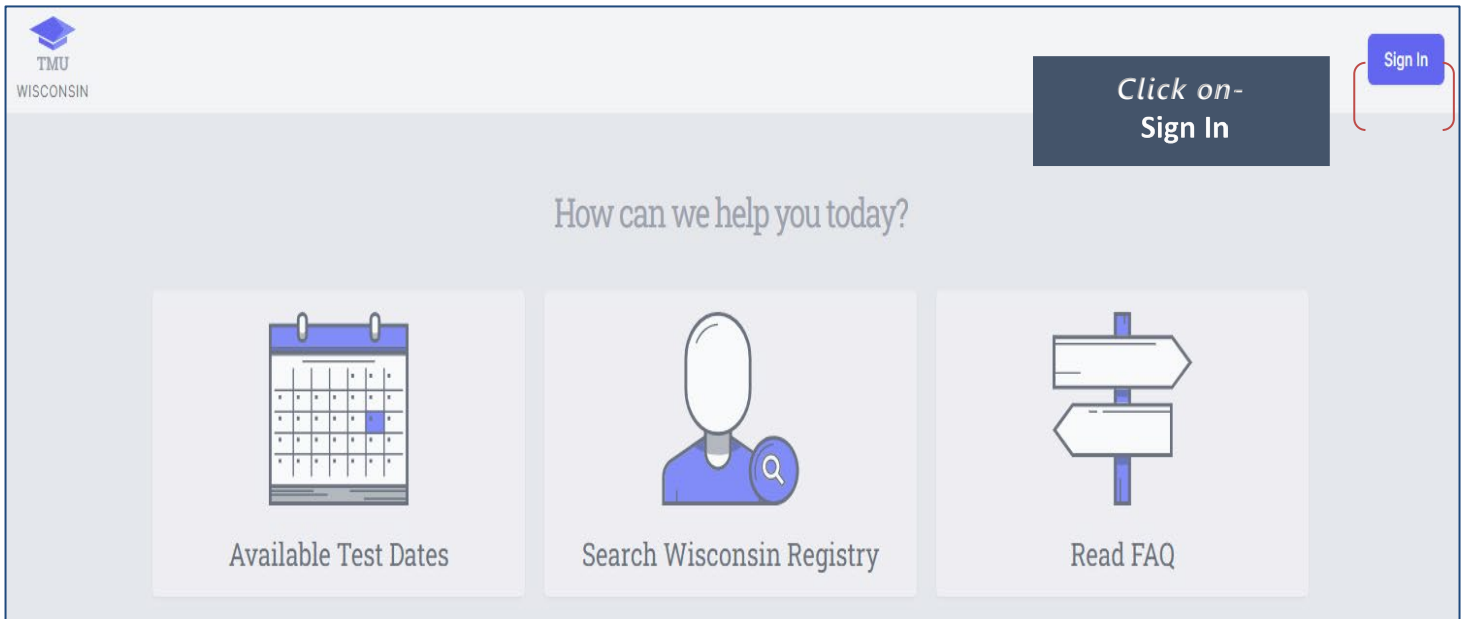 TMU
WISCONSIN
Click on-
Sign In
Sign In
How can we help you today?
Available Test Dates
Search Wisconsin Registry
Read FAQ